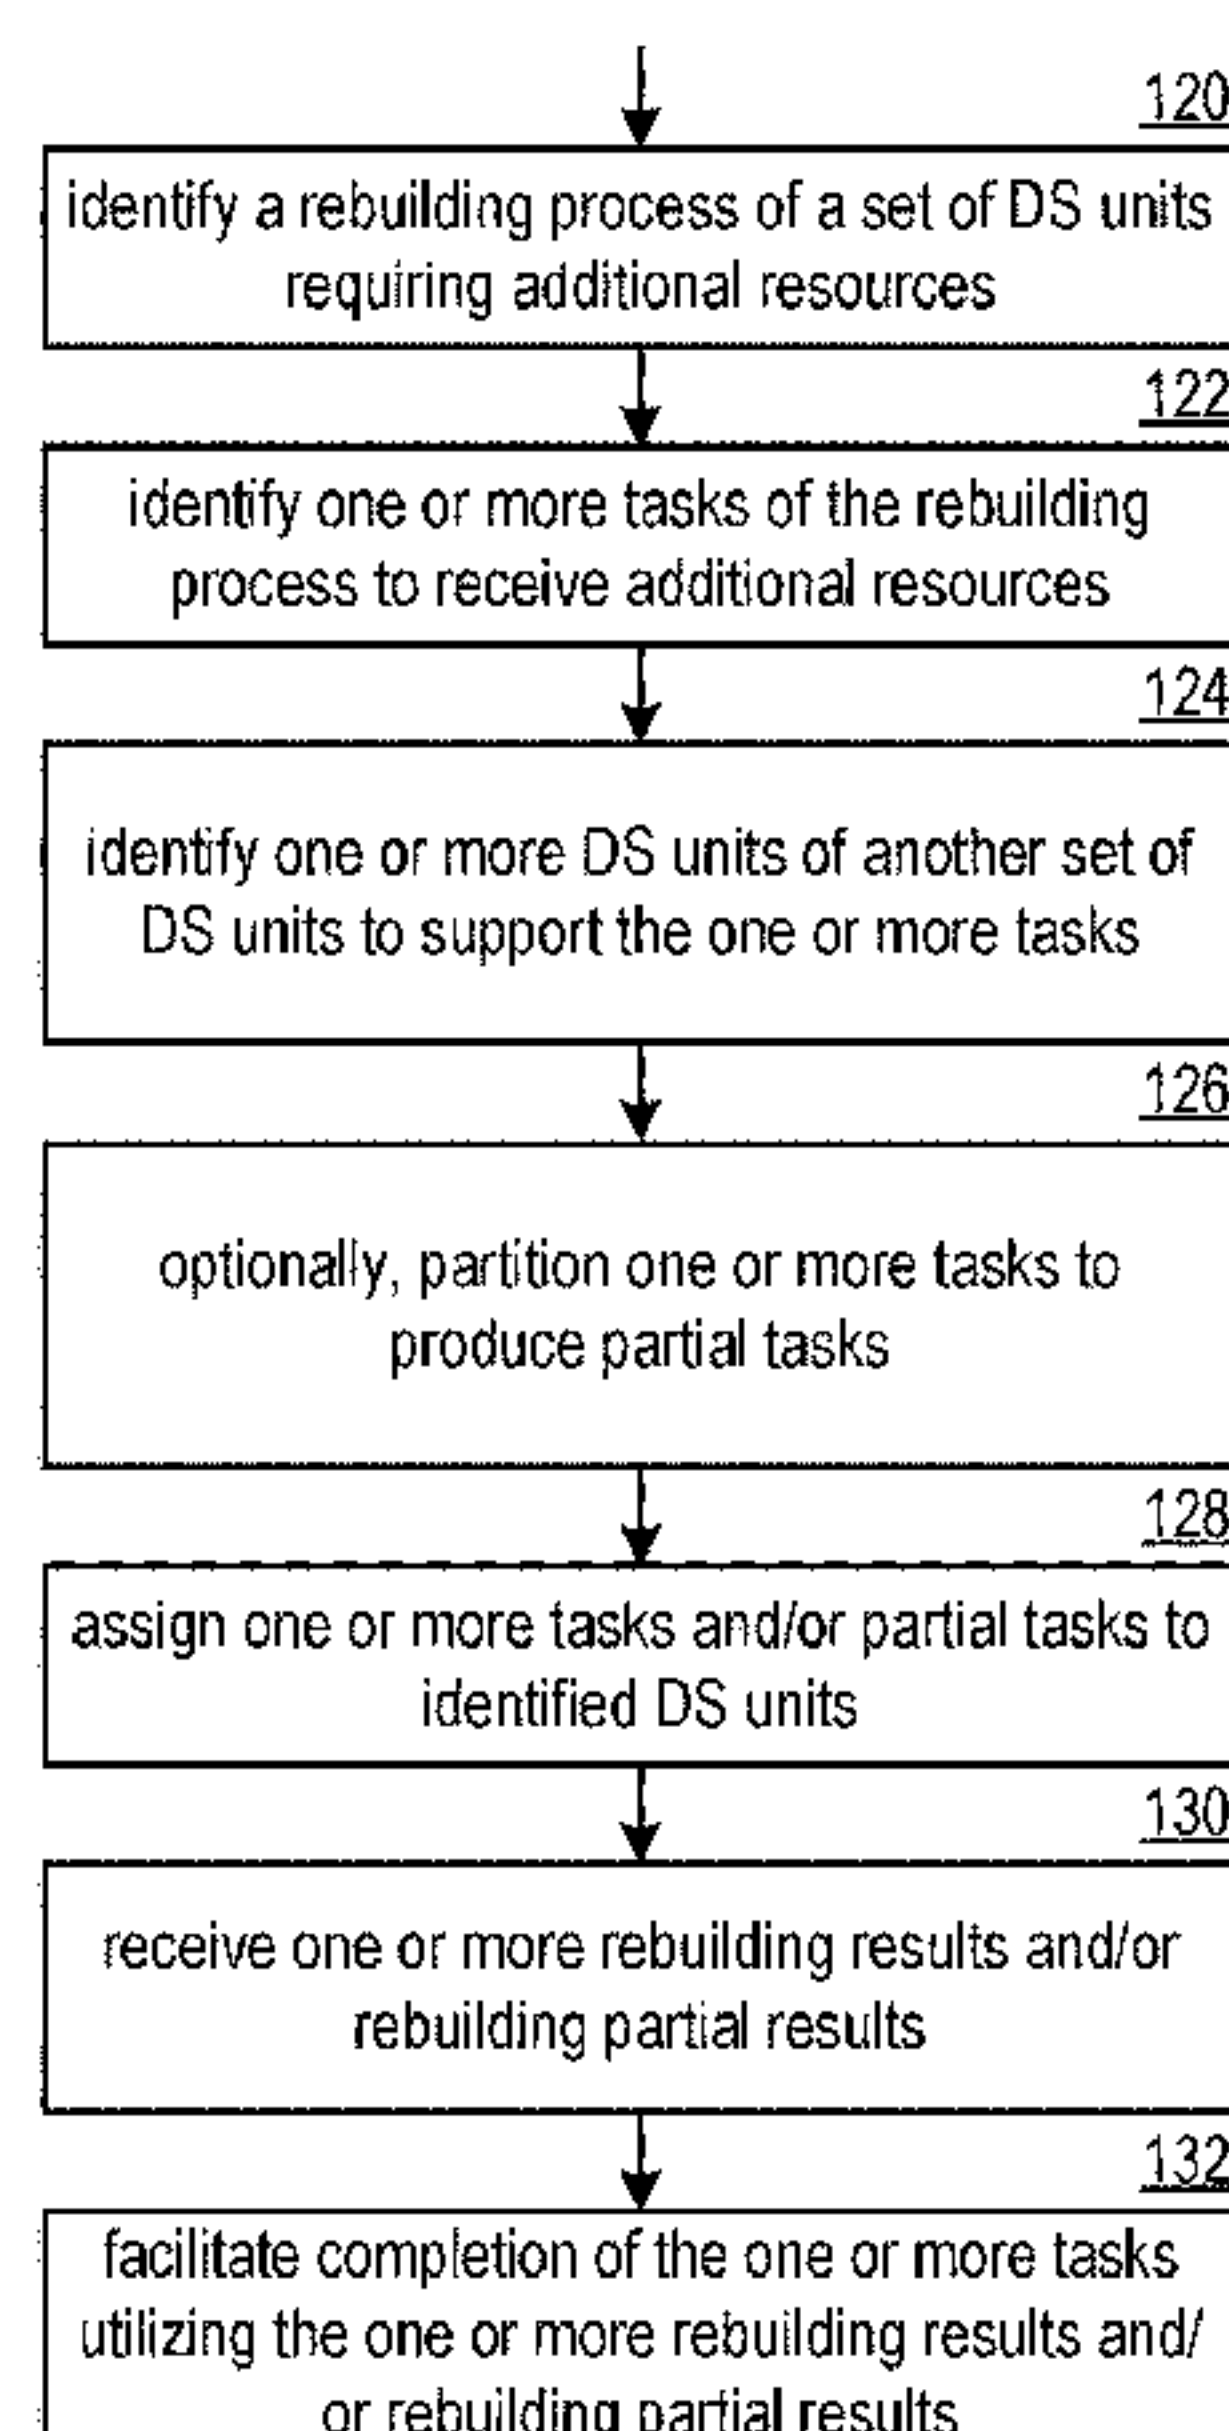 120
identify a rebuilding process of a set of DS units
requiring additional resources
122
identify one or more tasks of the rebuilding
process to receive additional resources
124
identify one or more DS units of another set of
DS units to support the one or more tasks
126
optionally, partition one or more tasks to
produce partial tasks
128
assign one or more tasks and/or partial tasks to
identified DS units
130
receive one or more rebuilding results and/or
rebuilding partial results
132
facilitate completion of the one or more tasks
utilizing the one or more rebuilding results and/
or rebuilding partial results